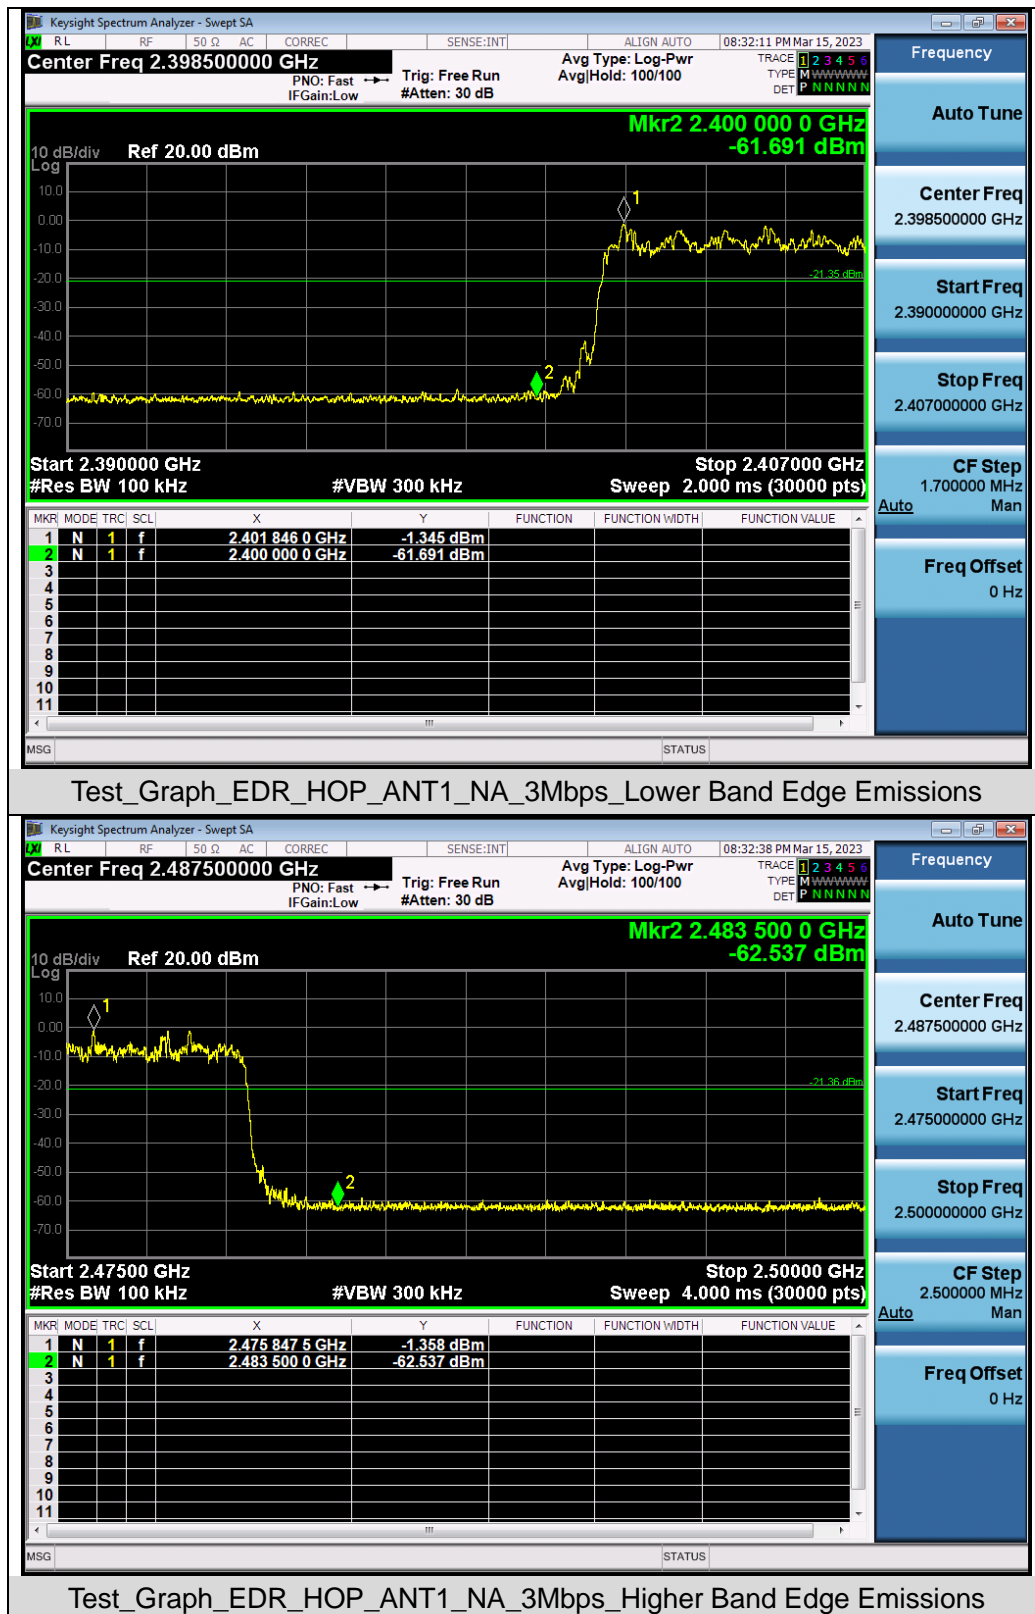 Keysight Spectrum Analyzer - Swept SA
LXI RL RF 50 Ω AC CORREC SENSE:INT ALIGN AUTO 08:32:11 PM Mar 15, 2023
Center Freq 2.398500000 GHz
PNO: Fast
IFGain:Low
Trig: Free Run
#Atten: 30 dB
Avg Type: Log-Pwr
Avg|Hold: 100/100
TRACE 1 2 3 4 5 6
TYPE M WWWWW
DET P N N N N N
Mkr2 2.400 000 0 GHz
-61.691 dBm
10 dB/div Ref 20.00 dBm
Log
10.0
0.00
-10.0
-20.0
-30.0
-40.0
-50.0
-60.0
-70.0
1
-21.35 dBm
2
Start 2.390000 GHz Stop 2.407000 GHz
#Res BW 100 kHz #VBW 300 kHz Sweep 2.000 ms (30000 pts)
MKR MODE TRC SCL X Y FUNCTION FUNCTION WIDTH FUNCTION VALUE
1 N 1 f 2.401 846 0 GHz -1.345 dBm
2 N 1 f 2.400 000 0 GHz -61.691 dBm
3
4
5
6
7
8
9
10
11
MSG STATUS
Frequency
Auto Tune
Center Freq
2.398500000 GHz
Start Freq
2.390000000 GHz
Stop Freq
2.407000000 GHz
CF Step
1.700000 MHz
Auto Man
Freq Offset
0 Hz
Test_Graph_EDR_HOP_ANT1_NA_3Mbps_Lower Band Edge Emissions
Keysight Spectrum Analyzer - Swept SA
LXI RL RF 50 Ω AC CORREC SENSE:INT ALIGN AUTO 08:32:38 PM Mar 15, 2023
Center Freq 2.487500000 GHz
PNO: Fast
IFGain:Low
Trig: Free Run
#Atten: 30 dB
Avg Type: Log-Pwr
Avg|Hold: 100/100
TRACE 1 2 3 4 5 6
TYPE M WWWWW
DET P N N N N N
Mkr2 2.483 500 0 GHz
-62.537 dBm
10 dB/div Ref 20.00 dBm
Log
10.0
0.00
-10.0
-20.0
-30.0
-40.0
-50.0
-60.0
-70.0
1
-21.36 dBm
2
Start 2.47500 GHz Stop 2.50000 GHz
#Res BW 100 kHz #VBW 300 kHz Sweep 4.000 ms (30000 pts)
MKR MODE TRC SCL X Y FUNCTION FUNCTION WIDTH FUNCTION VALUE
1 N 1 f 2.475 847 5 GHz -1.358 dBm
2 N 1 f 2.483 500 0 GHz -62.537 dBm
3
4
5
6
7
8
9
10
11
MSG STATUS
Frequency
Auto Tune
Center Freq
2.487500000 GHz
Start Freq
2.475000000 GHz
Stop Freq
2.500000000 GHz
CF Step
2.500000 MHz
Auto Man
Freq Offset
0 Hz
Test_Graph_EDR_HOP_ANT1_NA_3Mbps_Higher Band Edge Emissions